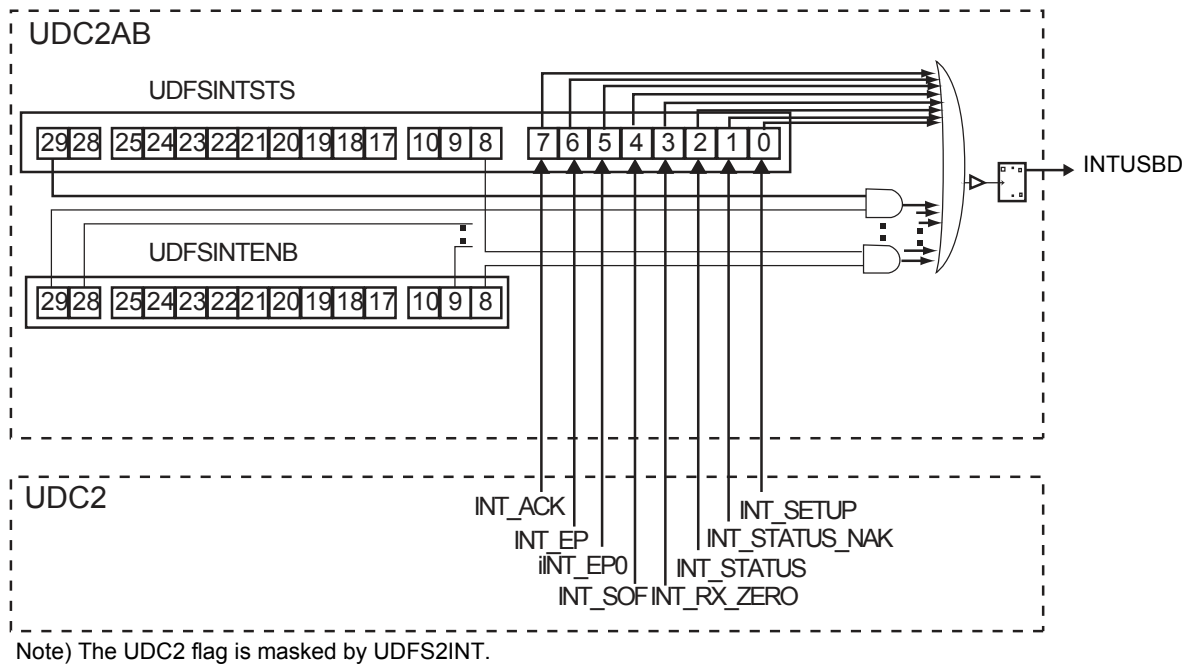 UDC2AB
UDFSINTSTS
29 28 25 24 23 22 21 20 19 18 17 10 9 8 7 6 5 4 3 2 1 0
INTUSBD
UDFSINTENB
29 28 25 24 23 22 21 20 19 18 17 10 9 8
UDC2
INT_ACK INT_SETUP
INT_EP INT_STATUS_NAK
iINT_EP0 INT_STATUS
INT_SOF INT_RX_ZERO
Note) The UDC2 flag is masked by UDFS2INT.